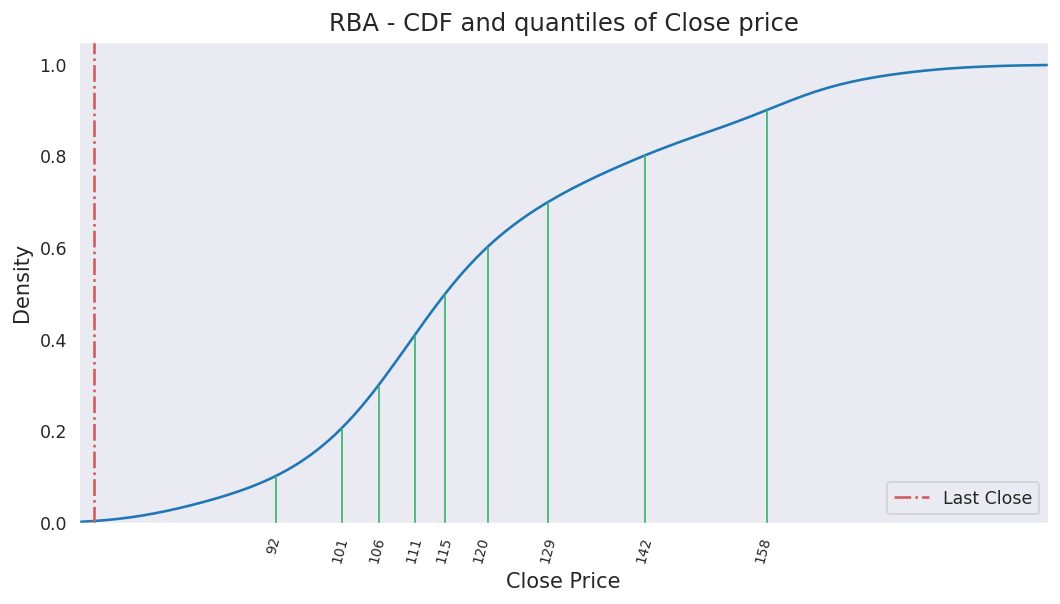 RBA - CDF and quantiles of Close price
Density
1.0
0.8
0.6
0.4
0.2
0.0
Last Close
92 101 106 111 115 120 129 142 158
Close Price